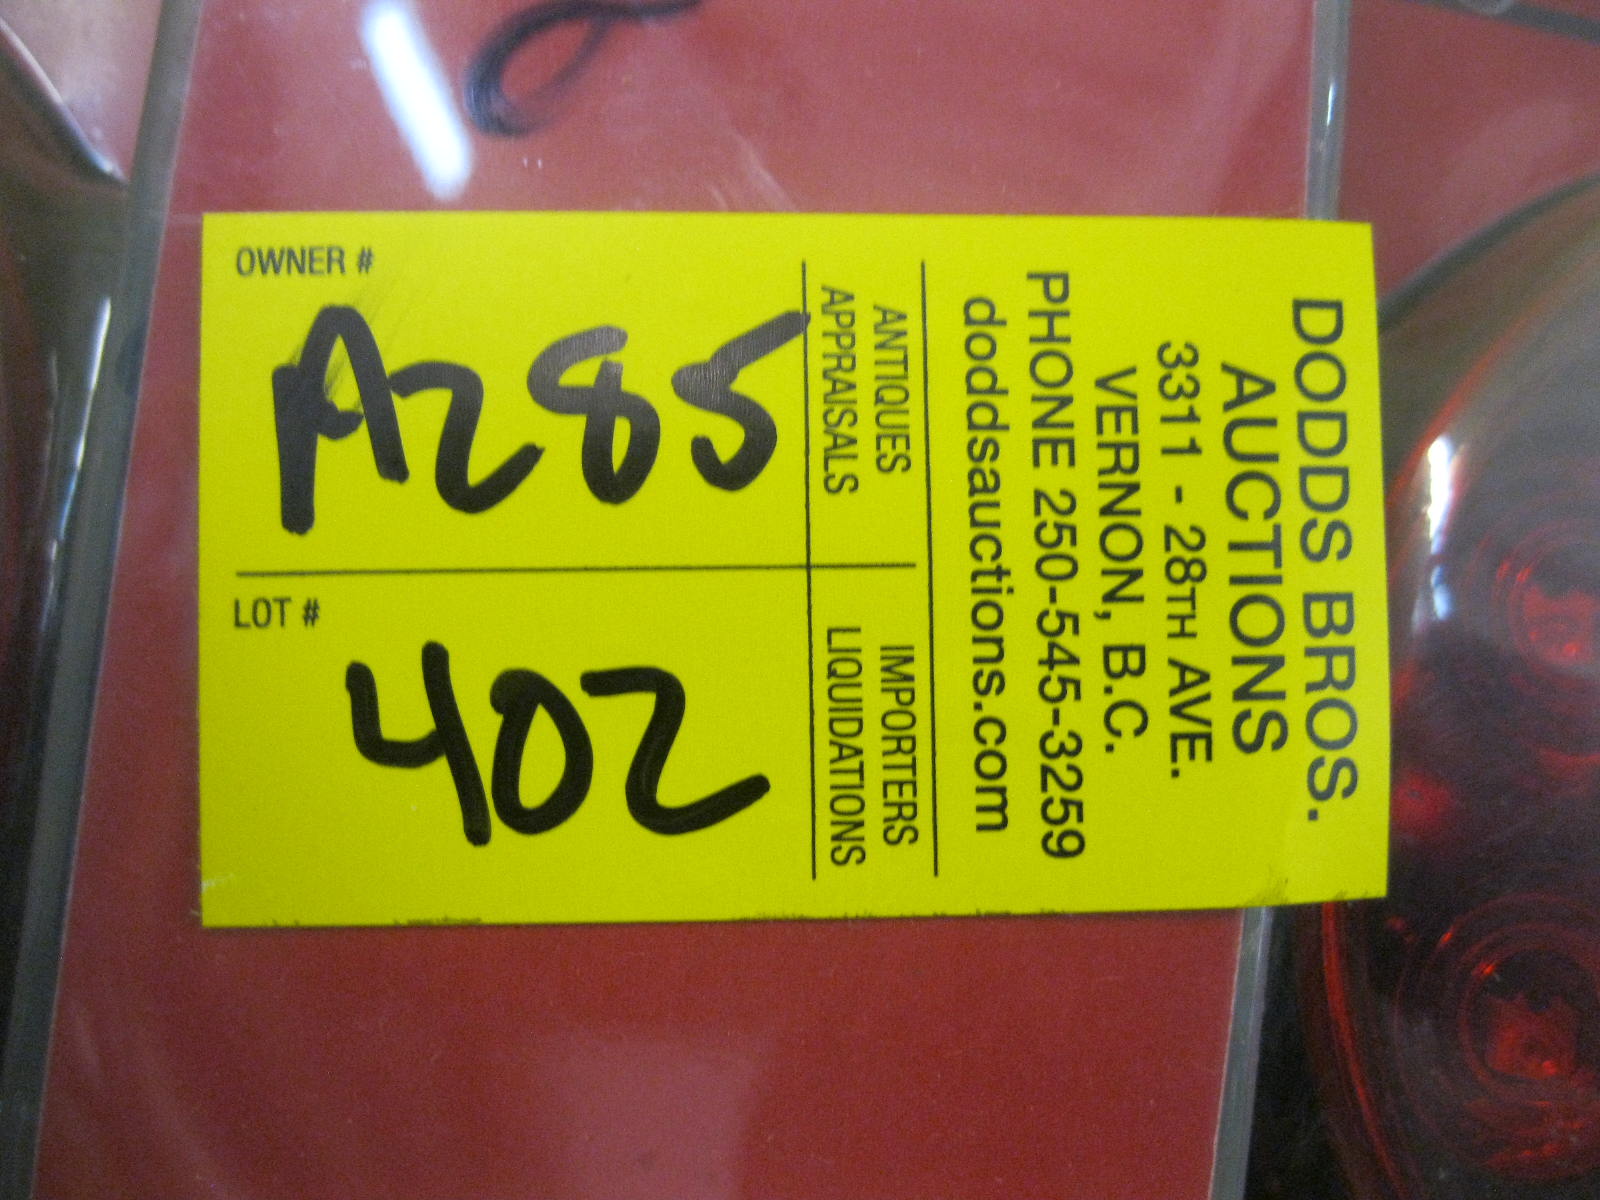 DODDS BROS.
AUCTIONS
3311 - 28TH AVE.
VERNON, B.C.
PHONE 250-545-3259
doddsauctions.com
ANTIQUES
APPRAISALS
IMPORTERS
LIQUIDATIONS
OWNER #
A285
LOT #
402